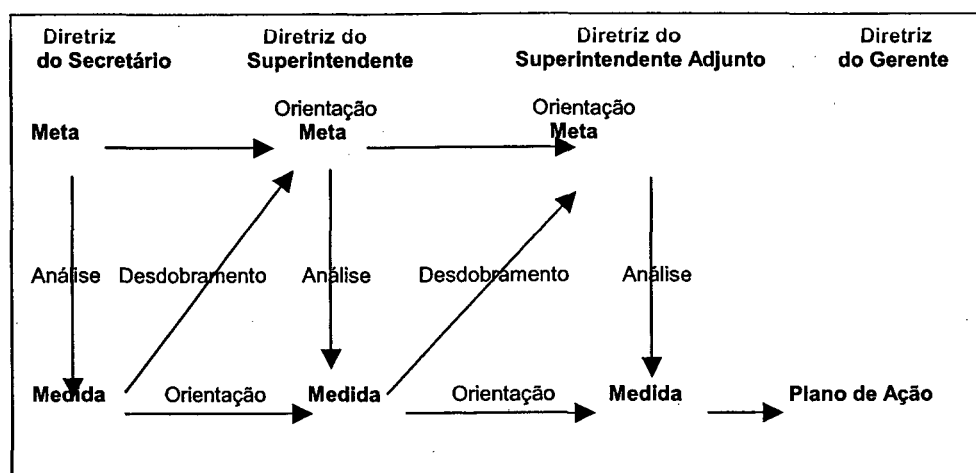 Diretriz do Secretário
Diretriz do Superintendente
Diretriz do Superintendente Adjunto
Diretriz do Gerente
Orientação
Orientação
Meta
Meta
Meta
Análise
Desdobramento
Análise
Desdobramento
Análise
Medida
Orientação
Medida
Orientação
Medida
Plano de Ação